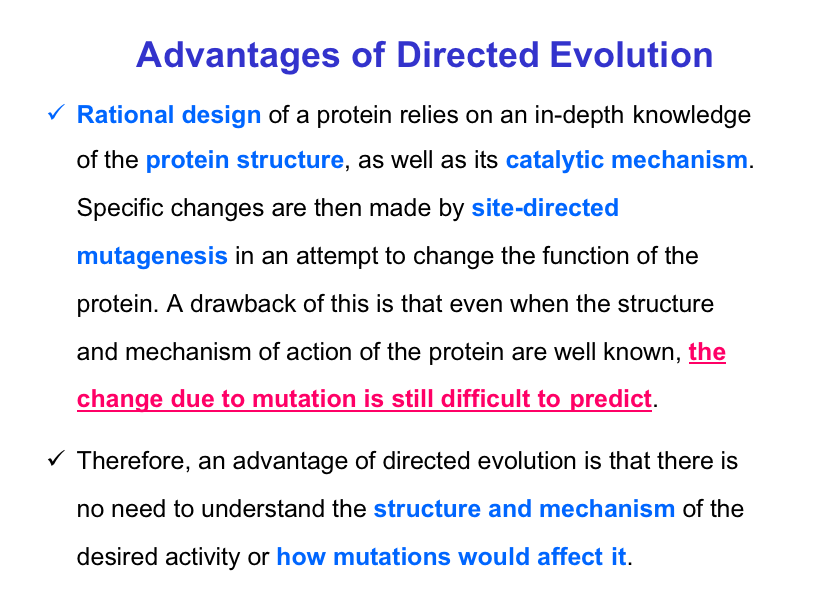 Advantages of Directed Evolution
✓ Rational design of a protein relies on an in-depth knowledge
of the protein structure, as well as its catalytic mechanism.
Specific changes are then made by site-directed
mutagenesis in an attempt to change the function of the
protein. A drawback of this is that even when the structure
and mechanism of action of the protein are well known, the
change due to mutation is still difficult to predict.
✓ Therefore, an advantage of directed evolution is that there is
no need to understand the structure and mechanism of the
desired activity or how mutations would affect it.